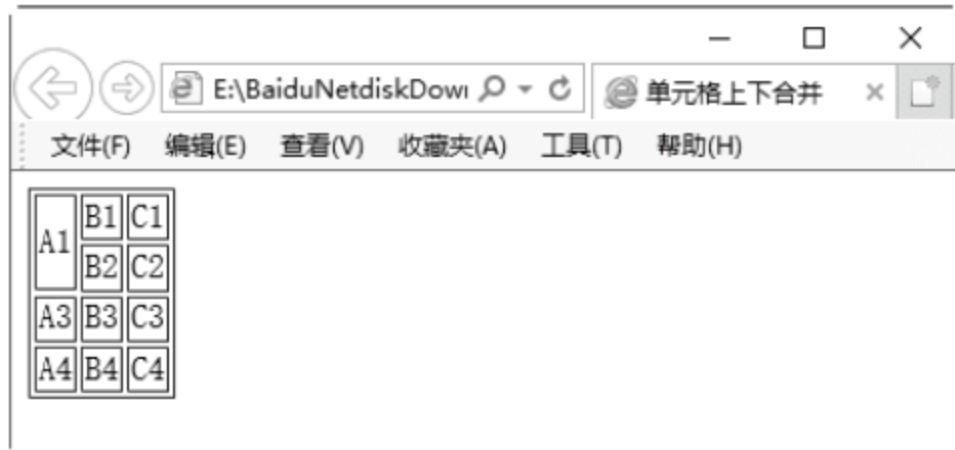 E:\BaiduNetdiskDow 单元格上下合并
文件(F) 编辑(E) 查看(V) 收藏夹(A) 工具(T) 帮助(H)
A1 B1 C1
B2 C2
A3 B3 C3
A4 B4 C4